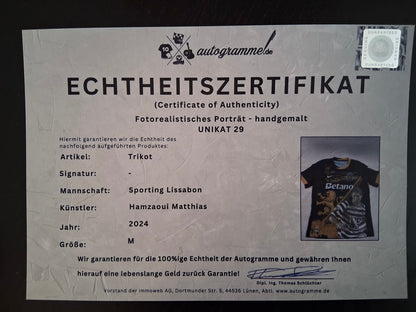 autogramme.de
10
ECHTHEITSZERTIFIKAT
(Certificate of Authenticity)
Fotorealistisches Porträt - handgemalt
UNIKAT 29
Hiermit garantieren wir die Echtheit des
nachfolgend aufgeführten Produktes:
Artikel: Trikot
Signatur: -
Mannschaft: Sporting Lissabon
Künstler: Hamzaoui Matthias
Jahr: 2024
Größe: M
Betano
Wir garantieren für die 100%ige Echtheit der Autogramme und gewähren Ihnen
hierauf eine lebenslange Geld zurück Garantie!
Dipl. Ing. Thomas Schlüchter
Vorstand der Immoweb AG, Dortmunder Str. 5, 44536 Lünen, Abtl. www.autogramme.de